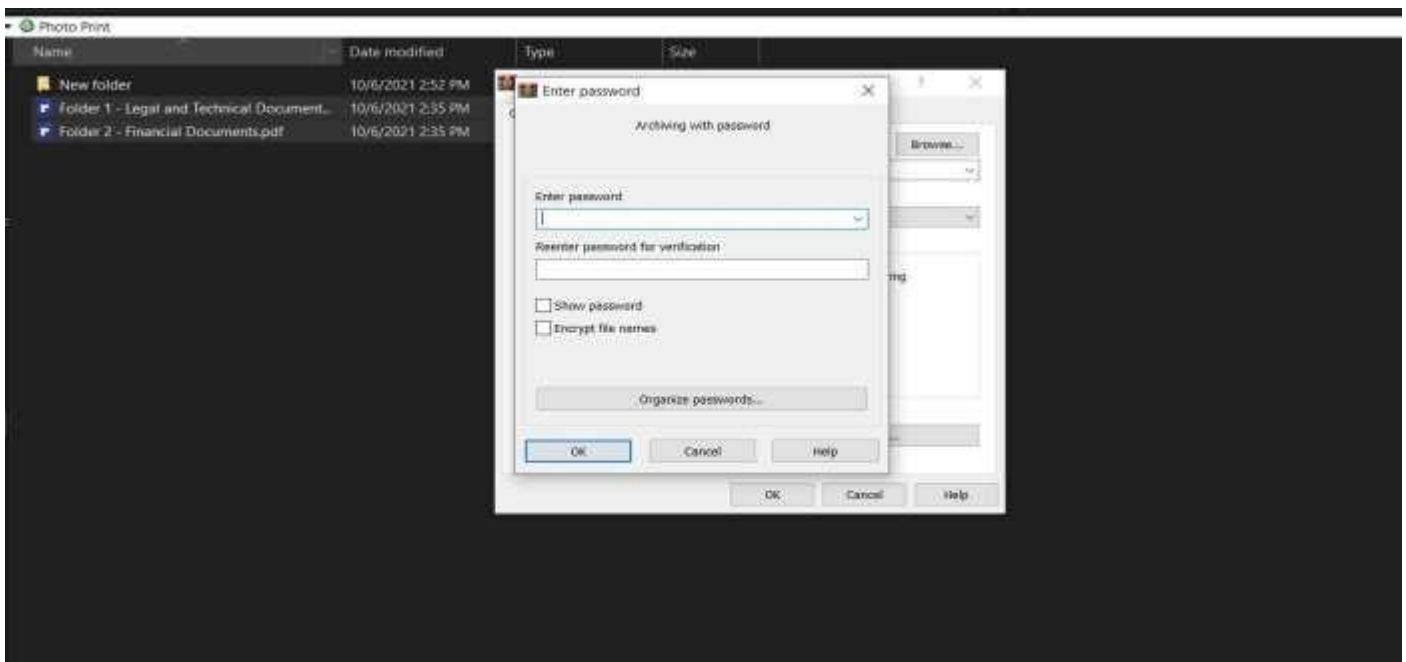 Photo Print
Name Date modified Type Size
New folder 10/6/2021 2:52 PM
Folder 1 - Legal and Technical Document... 10/6/2021 2:35 PM
Folder 2 - Financial Documents.pdf 10/6/2021 2:35 PM
? 
Enter password
Archiving with password
Browse...
Enter password
Reenter password for verification
ing
Show password
Encrypt file names
Organize passwords...
OK Cancel Help
OK Cancel Help